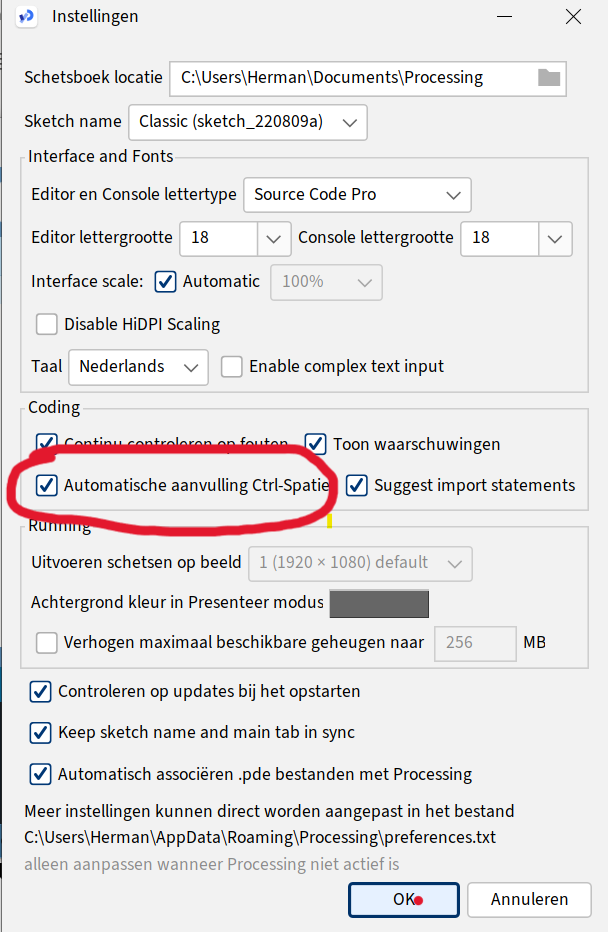 Instellingen
Schetsboek locatie C:\Users\Herman\Documents\Processing
Sketch name Classic (sketch_220809a)
Interface and Fonts
Editor en Console lettertype Source Code Pro
Editor lettergrootte 18 Console lettergrootte 18
Interface scale: Automatic 100%
Disable HiDPI Scaling
Taal Nederlands Enable complex text input
Coding
Continu controleren op fouten Toon waarschuwingen
Automatische aanvulling Ctrl-Spatie Suggest import statements
Running
Uitvoeren schetsen op beeld 1 (1920 × 1080) default
Achtergrond kleur in Presenteer modus
Verhogen maximaal beschikbare geheugen naar 256 MB
Controleren op updates bij het opstarten
Keep sketch name and main tab in sync
Automatisch associëren .pde bestanden met Processing
Meer instellingen kunnen direct worden aangepast in het bestand
C:\Users\Herman\AppData\Roaming\Processing\preferences.txt
alleen aanpassen wanneer Processing niet actief is
OK Annuleren